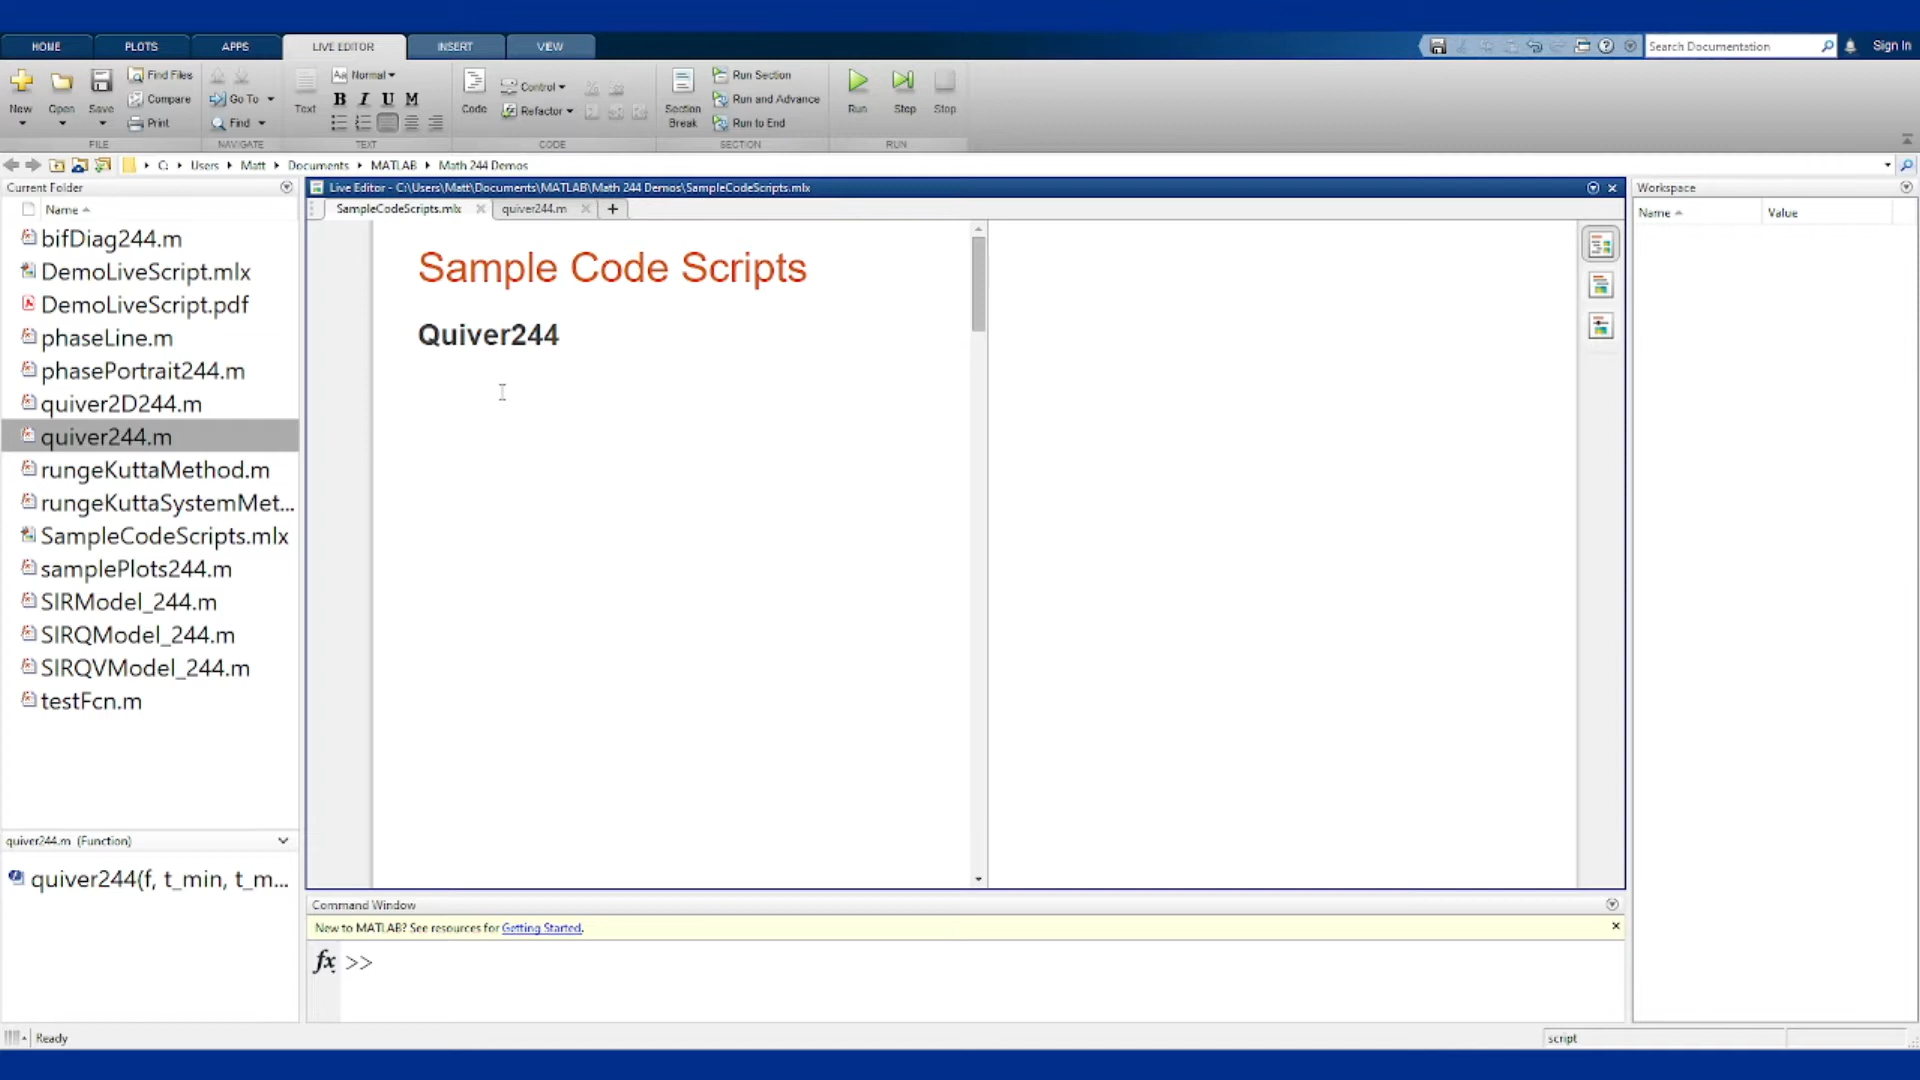 HOME PLOTS APPS LIVE EDITOR INSERT VIEW Search Documentation Sign In
New Open Save Find Files Compare Print FILE
Go To Find NAVIGATE
Text Normal B I U M TEXT
Code Control Refactor CODE
Section Break Run Section Run and Advance Run to End SECTION
Run Step Stop RUN
C: Users Matt Documents MATLAB Math 244 Demos
Current Folder
Name
bifDiag244.m
DemoLiveScript.mlx
DemoLiveScript.pdf
phaseLine.m
phasePortrait244.m
quiver2D244.m
quiver244.m
rungeKuttaMethod.m
rungeKuttaSystemMet...
SampleCodeScripts.mlx
samplePlots244.m
SIRModel_244.m
SIRQModel_244.m
SIRQVModel_244.m
testFcn.m
quiver244.m (Function)
quiver244(f, t_min, t_m...
Live Editor - C:\Users\Matt\Documents\MATLAB\Math 244 Demos\SampleCodeScripts.mlx
SampleCodeScripts.mlx quiver244.m +
Sample Code Scripts
Quiver244
Command Window
New to MATLAB? See resources for Getting Started.
fx >>
Workspace
Name Value
Ready script